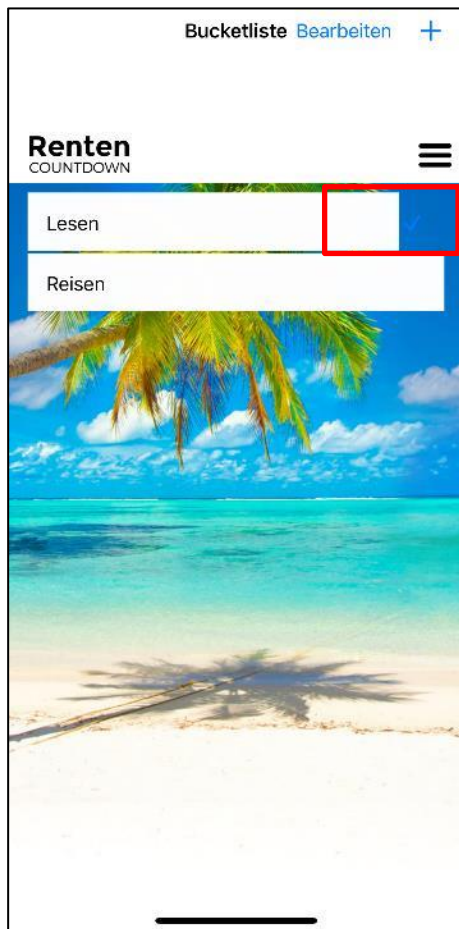 Bucketliste Bearbeiten +
Renten
COUNTDOWN
Lesen
Reisen